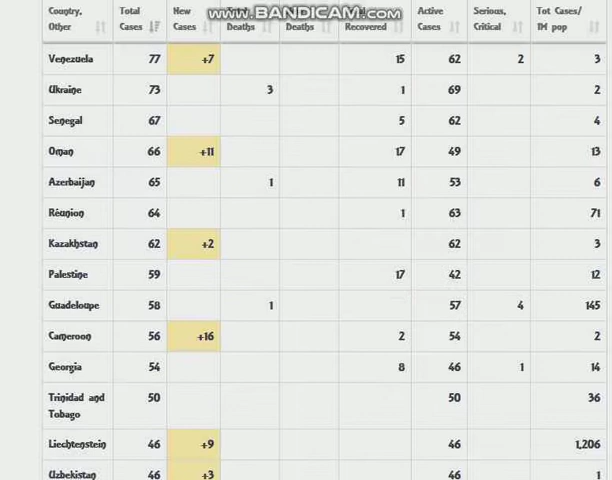 www.BANDICAM.com
Country, Other Total Cases New Cases Deaths Deaths Recovered Active Cases Serious, Critical Tot Cases/ 1M pop
Venezuela 77 +7 15 62 2 3
Ukraine 73 3 1 69 2
Senegal 67 5 62 4
Oman 66 +11 17 49 13
Azerbaijan 65 1 11 53 6
Réunion 64 1 63 71
Kazakhstan 62 +2 62 3
Palestine 59 17 42 12
Guadeloupe 58 1 57 4 145
Cameroon 56 +16 2 54 2
Georgia 54 8 46 1 14
Trinidad and Tobago 50 50 36
Liechtenstein 46 +9 46 1,206
Uzbekistan 46 +3 46 1